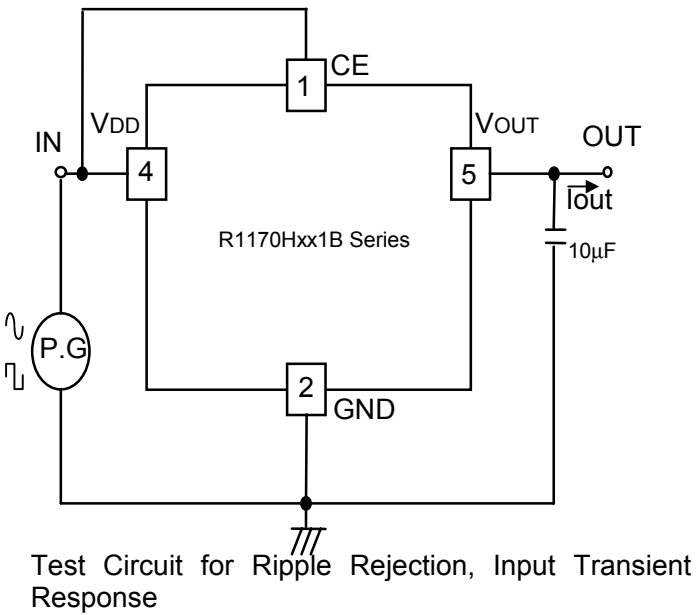 CE
1
VDD
VOUT
IN
OUT
4
5
Iout
R1170Hxx1B Series
10μF
P.G
2
GND
Test Circuit for Ripple Rejection, Input Transient
Response